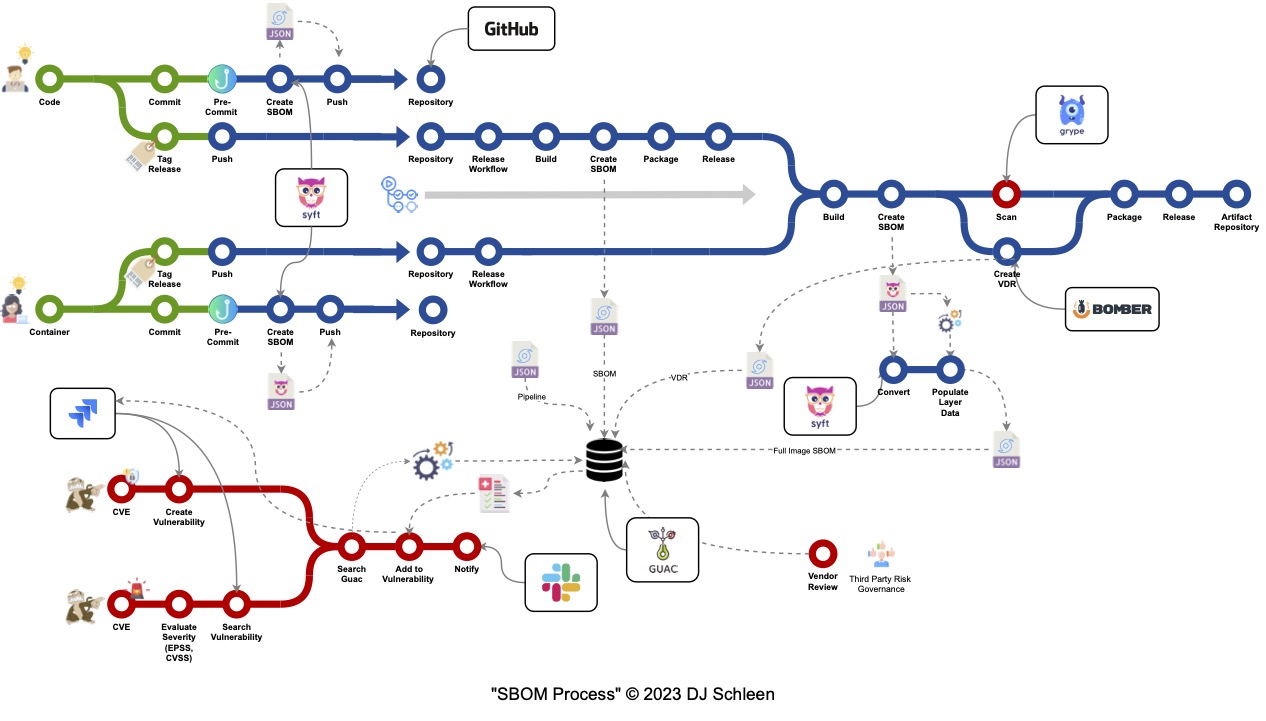 JSON
GitHub
Code
Commit
Pre-
Commit
Create
SBOM
Push
Repository
grype
Tag
Release
Push
Repository
Release
Workflow
Build
Create
SBOM
Package
Release
syft
Build
Create
SBOM
Scan
Package
Release
Artifact
Repository
Tag
Release
Push
Repository
Release
Workflow
Create
VDR
JSON
BOMBER
Container
Commit
Pre-
Commit
Create
SBOM
Push
Repository
JSON
JSON
JSON
JSON
SBOM
VDR
Pipeline
syft
Convert
Populate
Layer
Data
Full Image SBOM
JSON
CVE
Create
Vulnerability
Search
Guac
Add to
Vulnerability
Notify
GUAC
Vendor
Review
Third Party Risk
Governance
CVE
Evaluate
Severity
(EPSS,
CVSS)
Search
Vulnerability
"SBOM Process" © 2023 DJ Schleen